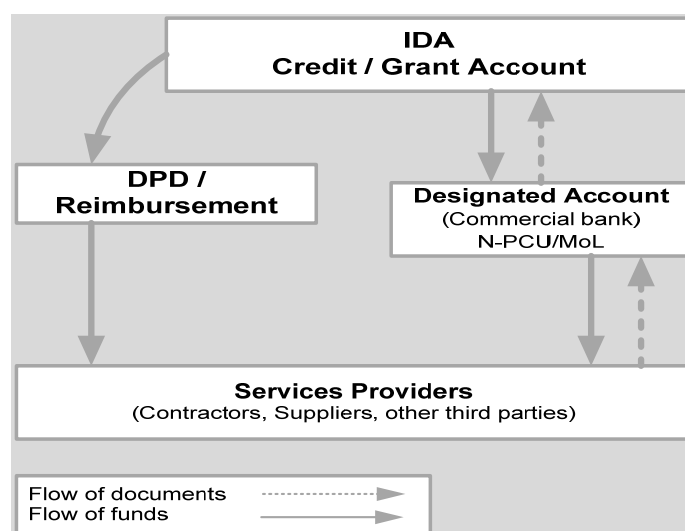 IDA
Credit / Grant Account
DPD /
Reimbursement
Designated Account
(Commercial bank)
N-PCU/MoL
Services Providers
(Contractors, Suppliers, other third parties)
Flow of documents
Flow of funds